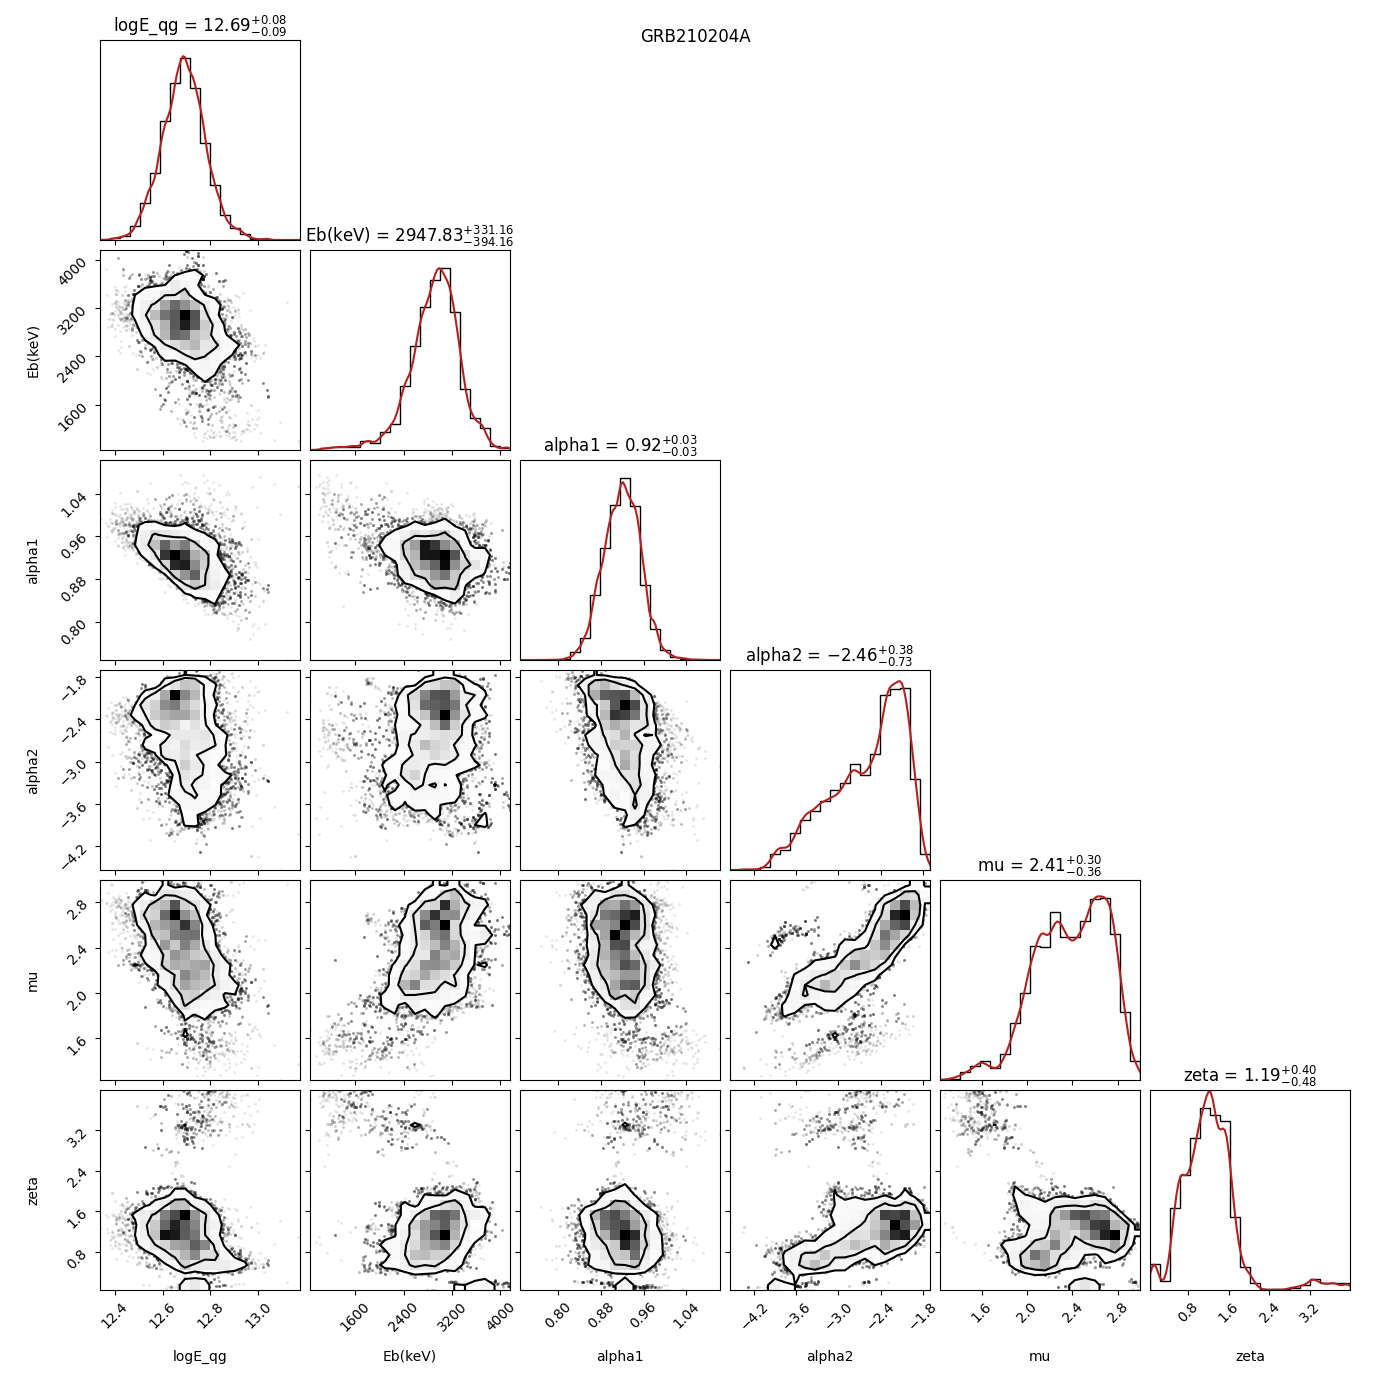 logE_qg = 12.69+0.08 −0.09
GRB210204A
Eb(keV) = 2947.83+331.16 −394.16
4000
3200
2400
1600
Eb(keV)
alpha1 = 0.92+0.03 −0.03
1.04
0.96
0.88
0.80
alpha1
alpha2 = −2.46+0.38 −0.73
−1.8
−2.4
−3.0
−3.6
−4.2
alpha2
mu = 2.41+0.30 −0.36
2.8
2.4
2.0
1.6
mu
zeta = 1.19+0.40 −0.48
3.2
2.4
1.6
0.8
zeta
12.4 12.6 12.8 13.0 1600 2400 3200 4000 0.80 0.88 0.96 1.04 −4.2 −3.6 −3.0 −2.4 −1.8 1.6 2.0 2.4 2.8 0.8 1.6 2.4 3.2
logE_qg Eb(keV) alpha1 alpha2 mu zeta